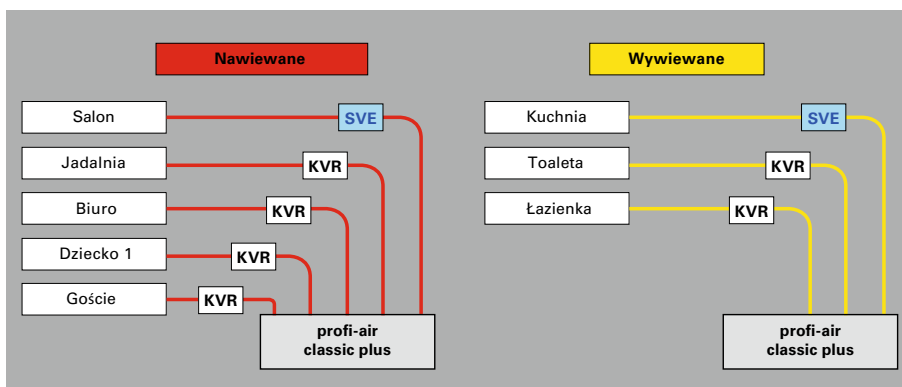 Nawiewane
Salon
SVE
Jadalnia
KVR
Biuro
KVR
Dziecko 1
KVR
Goście
KVR
profi-air
classic plus
Wywiewane
Kuchnia
SVE
Toaleta
KVR
Łazienka
KVR
profi-air
classic plus